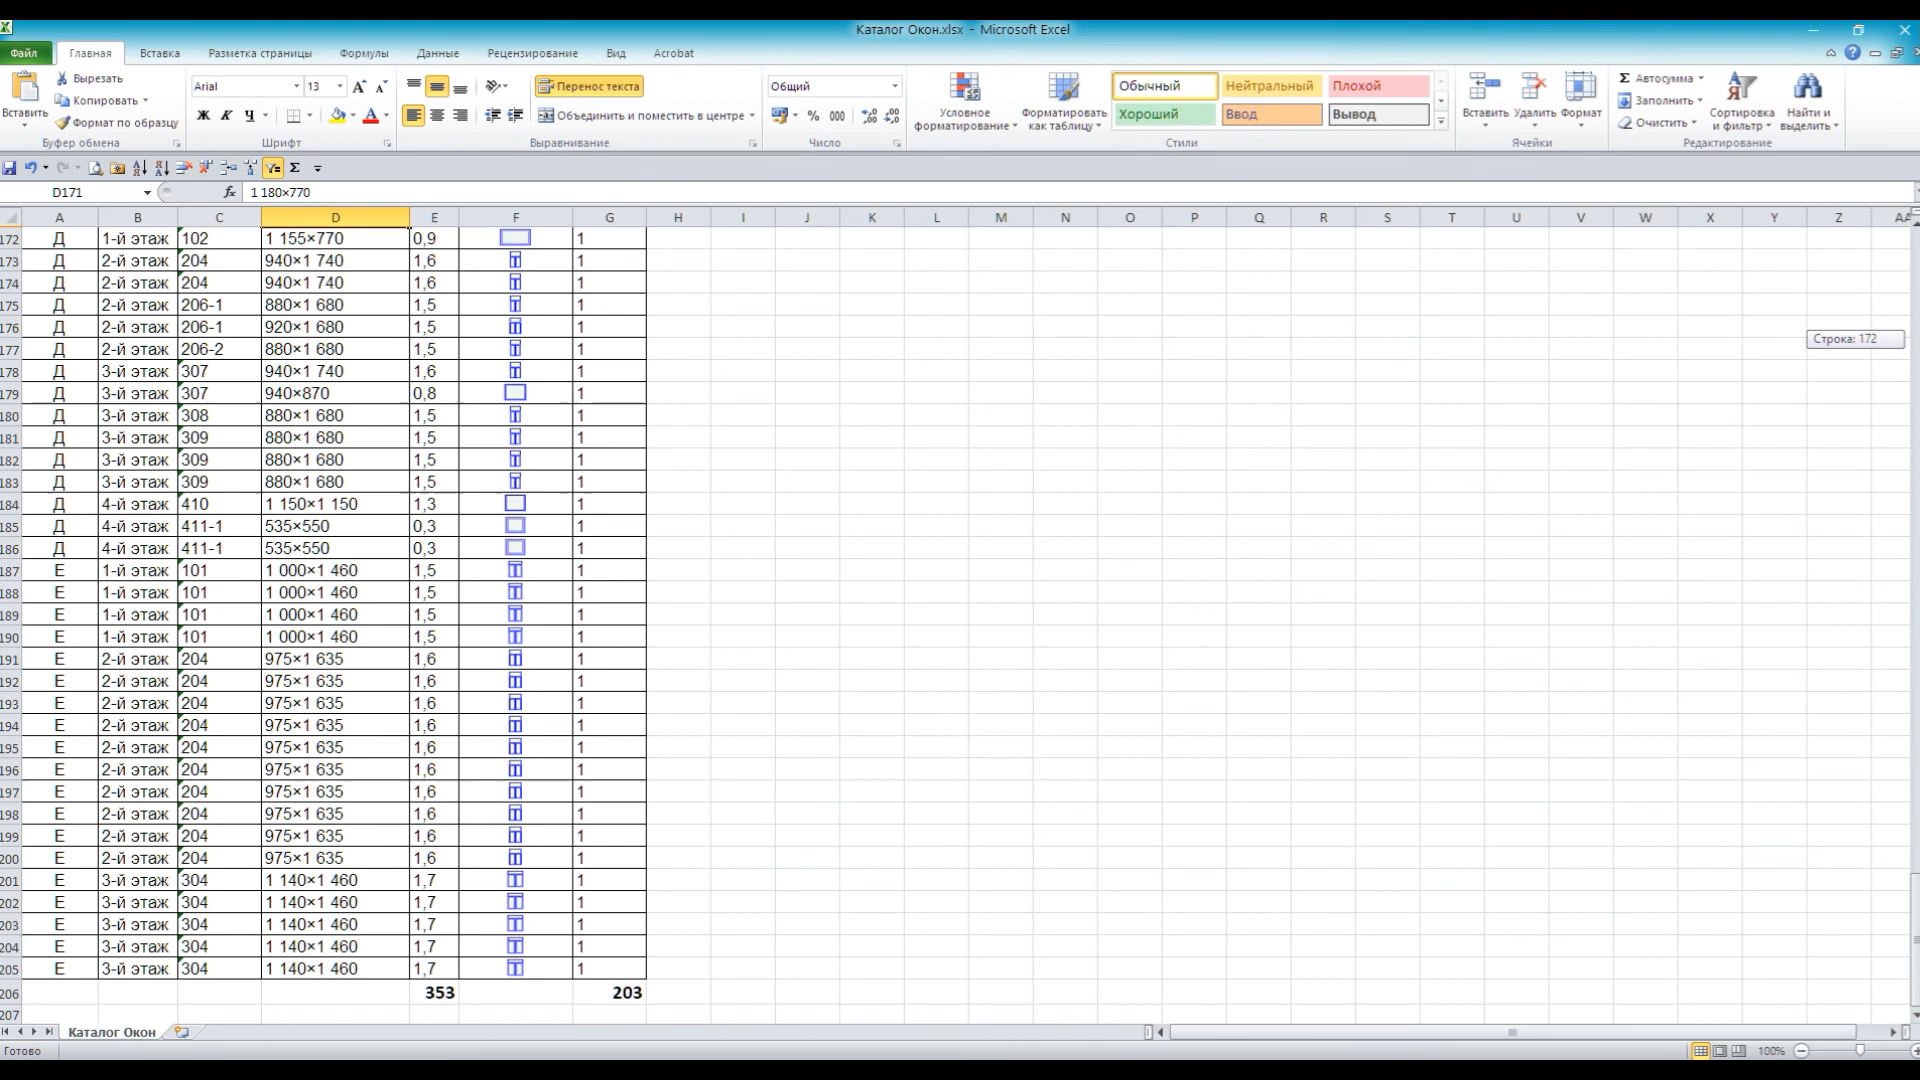 Каталог Окон.xlsx - Microsoft Excel
Файл Главная Вставка Разметка страницы Формулы Данные Рецензирование Вид Acrobat
Вставить Вырезать Копировать Формат по образцу
Буфер обмена
Arial 13
Ж К Ч
Шрифт
Перенос текста
Объединить и поместить в центре
Выравнивание
Общий
% 000
Число
Условное форматирование Форматировать как таблицу
Обычный Нейтральный Плохой
Хороший Ввод Вывод
Стили
Вставить Удалить Формат
Ячейки
Σ Автосумма Заполнить Очистить
Сортировка и фильтр Найти и выделить
Редактирование
D171 fx 1 180×770
A B C D E F G H I J K L M N O P Q R S T U V W X Y Z AA
172 Д 1-й этаж 102 1 155×770 0,9 1
173 Д 2-й этаж 204 940×1 740 1,6 1
174 Д 2-й этаж 204 940×1 740 1,6 1
175 Д 2-й этаж 206-1 880×1 680 1,5 1
176 Д 2-й этаж 206-1 920×1 680 1,5 1
177 Д 2-й этаж 206-2 880×1 680 1,5 1
178 Д 3-й этаж 307 940×1 740 1,6 1
179 Д 3-й этаж 307 940×870 0,8 1
180 Д 3-й этаж 308 880×1 680 1,5 1
181 Д 3-й этаж 309 880×1 680 1,5 1
182 Д 3-й этаж 309 880×1 680 1,5 1
183 Д 3-й этаж 309 880×1 680 1,5 1
184 Д 4-й этаж 410 1 150×1 150 1,3 1
185 Д 4-й этаж 411-1 535×550 0,3 1
186 Д 4-й этаж 411-1 535×550 0,3 1
187 Е 1-й этаж 101 1 000×1 460 1,5 1
188 Е 1-й этаж 101 1 000×1 460 1,5 1
189 Е 1-й этаж 101 1 000×1 460 1,5 1
190 Е 1-й этаж 101 1 000×1 460 1,5 1
191 Е 2-й этаж 204 975×1 635 1,6 1
192 Е 2-й этаж 204 975×1 635 1,6 1
193 Е 2-й этаж 204 975×1 635 1,6 1
194 Е 2-й этаж 204 975×1 635 1,6 1
195 Е 2-й этаж 204 975×1 635 1,6 1
196 Е 2-й этаж 204 975×1 635 1,6 1
197 Е 2-й этаж 204 975×1 635 1,6 1
198 Е 2-й этаж 204 975×1 635 1,6 1
199 Е 2-й этаж 204 975×1 635 1,6 1
200 Е 2-й этаж 204 975×1 635 1,6 1
201 Е 3-й этаж 304 1 140×1 460 1,7 1
202 Е 3-й этаж 304 1 140×1 460 1,7 1
203 Е 3-й этаж 304 1 140×1 460 1,7 1
204 Е 3-й этаж 304 1 140×1 460 1,7 1
205 Е 3-й этаж 304 1 140×1 460 1,7 1
206 353 203
207
Строка: 172
Каталог Окон
Готово 100%